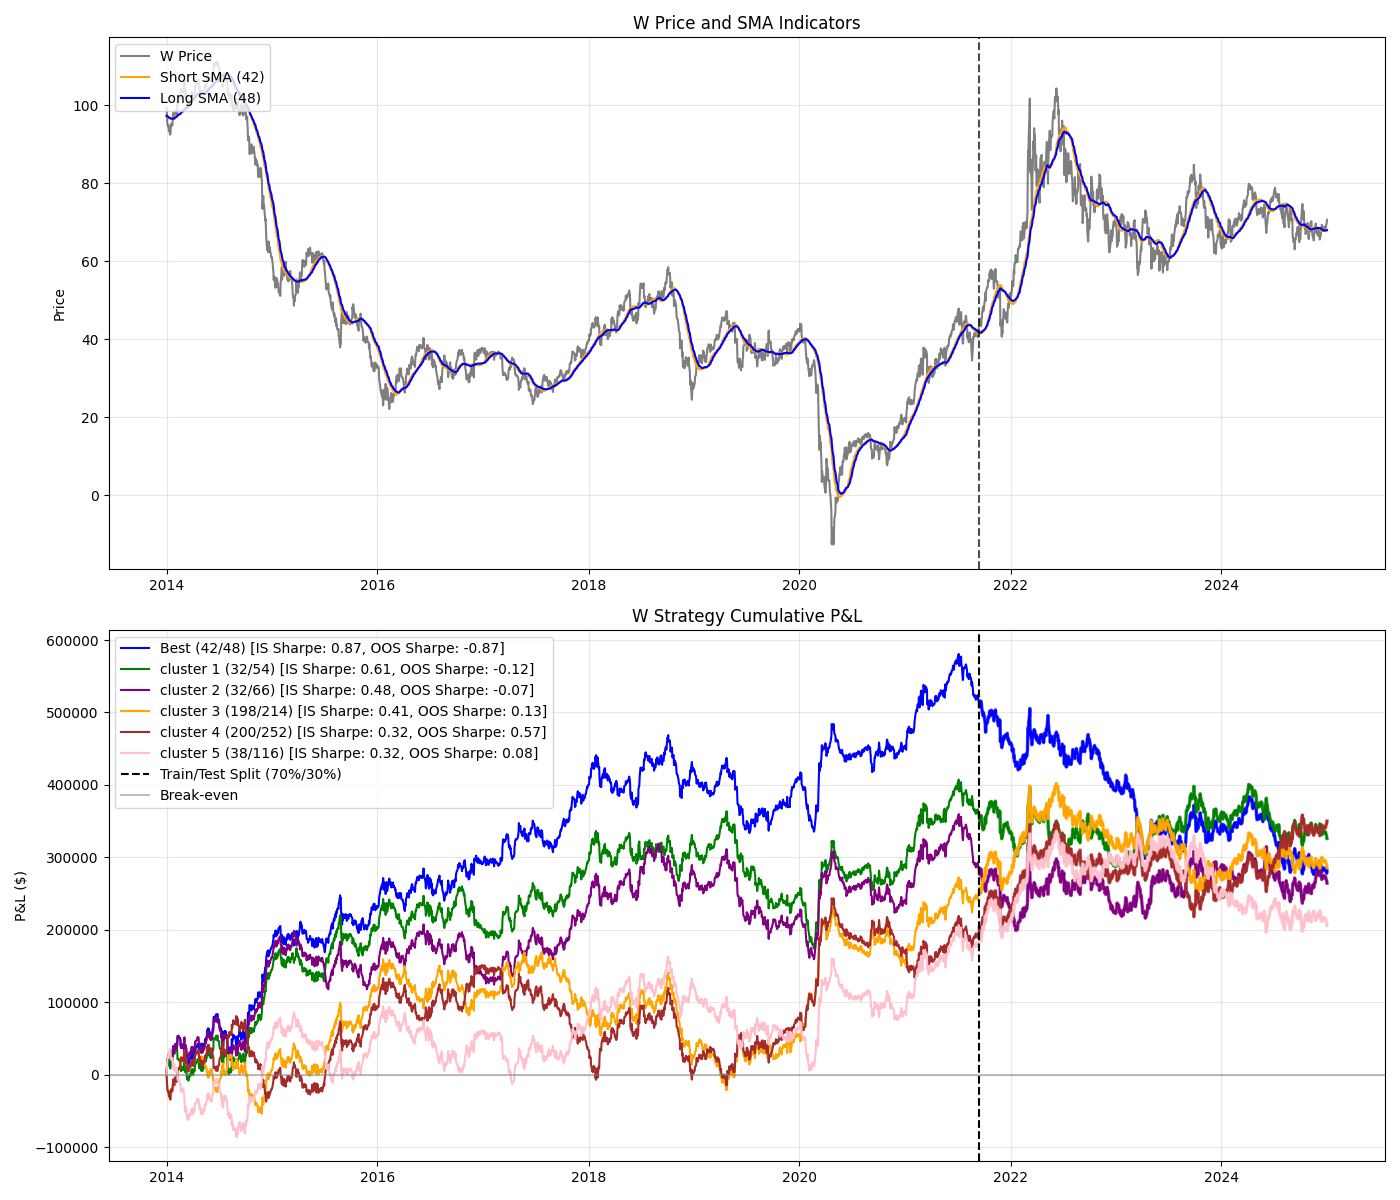 W Price and SMA Indicators
W Price
Short SMA (42)
Long SMA (48)
Price
100
80
60
40
20
0
2014 2016 2018 2020 2022 2024
W Strategy Cumulative P&L
Best (42/48) [IS Sharpe: 0.87, OOS Sharpe: -0.87]
cluster 1 (32/54) [IS Sharpe: 0.61, OOS Sharpe: -0.12]
cluster 2 (32/66) [IS Sharpe: 0.48, OOS Sharpe: -0.07]
cluster 3 (198/214) [IS Sharpe: 0.41, OOS Sharpe: 0.13]
cluster 4 (200/252) [IS Sharpe: 0.32, OOS Sharpe: 0.57]
cluster 5 (38/116) [IS Sharpe: 0.32, OOS Sharpe: 0.08]
Train/Test Split (70%/30%)
Break-even
P&L ($)
600000
500000
400000
300000
200000
100000
0
−100000
2014 2016 2018 2020 2022 2024